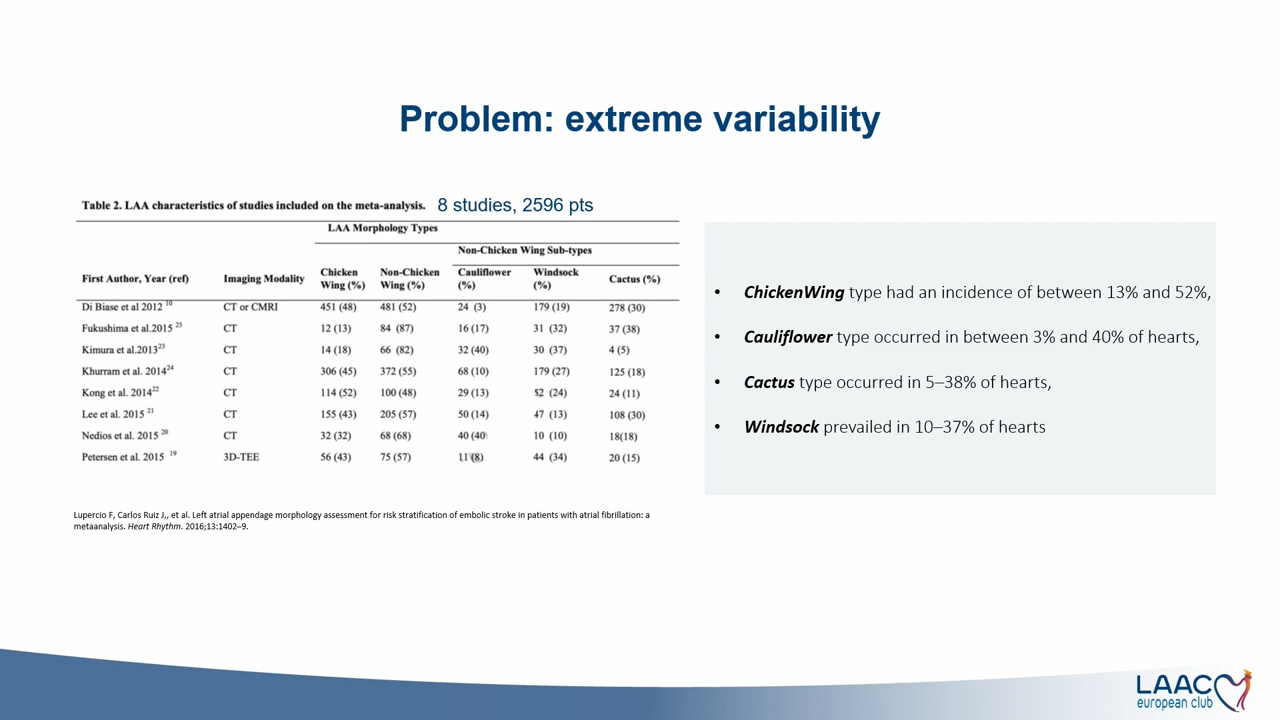 Problem: extreme variability
Table 2. LAA characteristics of studies included on the meta-analysis. 8 studies, 2596 pts
LAA Morphology Types
Non-Chicken Wing Sub-types
First Author, Year (ref) Imaging Modality Chicken Wing (%) Non-Chicken Wing (%) Cauliflower (%) Windsock (%) Cactus (%)
Di Biase et al 2012 10 CT or CMRI 451 (48) 481 (52) 24 (3) 179 (19) 278 (30)
Fukushima et al.2015 25 CT 12 (13) 84 (87) 16 (17) 31 (32) 37 (38)
Kimura et al.2013 23 CT 14 (18) 66 (82) 32 (40) 30 (37) 4 (5)
Khurram et al. 2014 24 CT 306 (45) 372 (55) 68 (10) 179 (27) 125 (18)
Kong et al. 2014 22 CT 114 (52) 100 (48) 29 (13) 52 (24) 24 (11)
Lee et al. 2015 21 CT 155 (43) 205 (57) 50 (14) 47 (13) 108 (30)
Nedios et al. 2015 20 CT 32 (32) 68 (68) 40 (40) 10 (10) 18(18)
Petersen et al. 2015 19 3D-TEE 56 (43) 75 (57) 11 (8) 44 (34) 20 (15)
Lupercio F, Carlos Ruiz J,, et al. Left atrial appendage morphology assessment for risk stratification of embolic stroke in patients with atrial fibrillation: a
metaanalysis. Heart Rhythm. 2016;13:1402–9.
• ChickenWing type had an incidence of between 13% and 52%,
• Cauliflower type occurred in between 3% and 40% of hearts,
• Cactus type occurred in 5–38% of hearts,
• Windsock prevailed in 10–37% of hearts
LAAC
european club